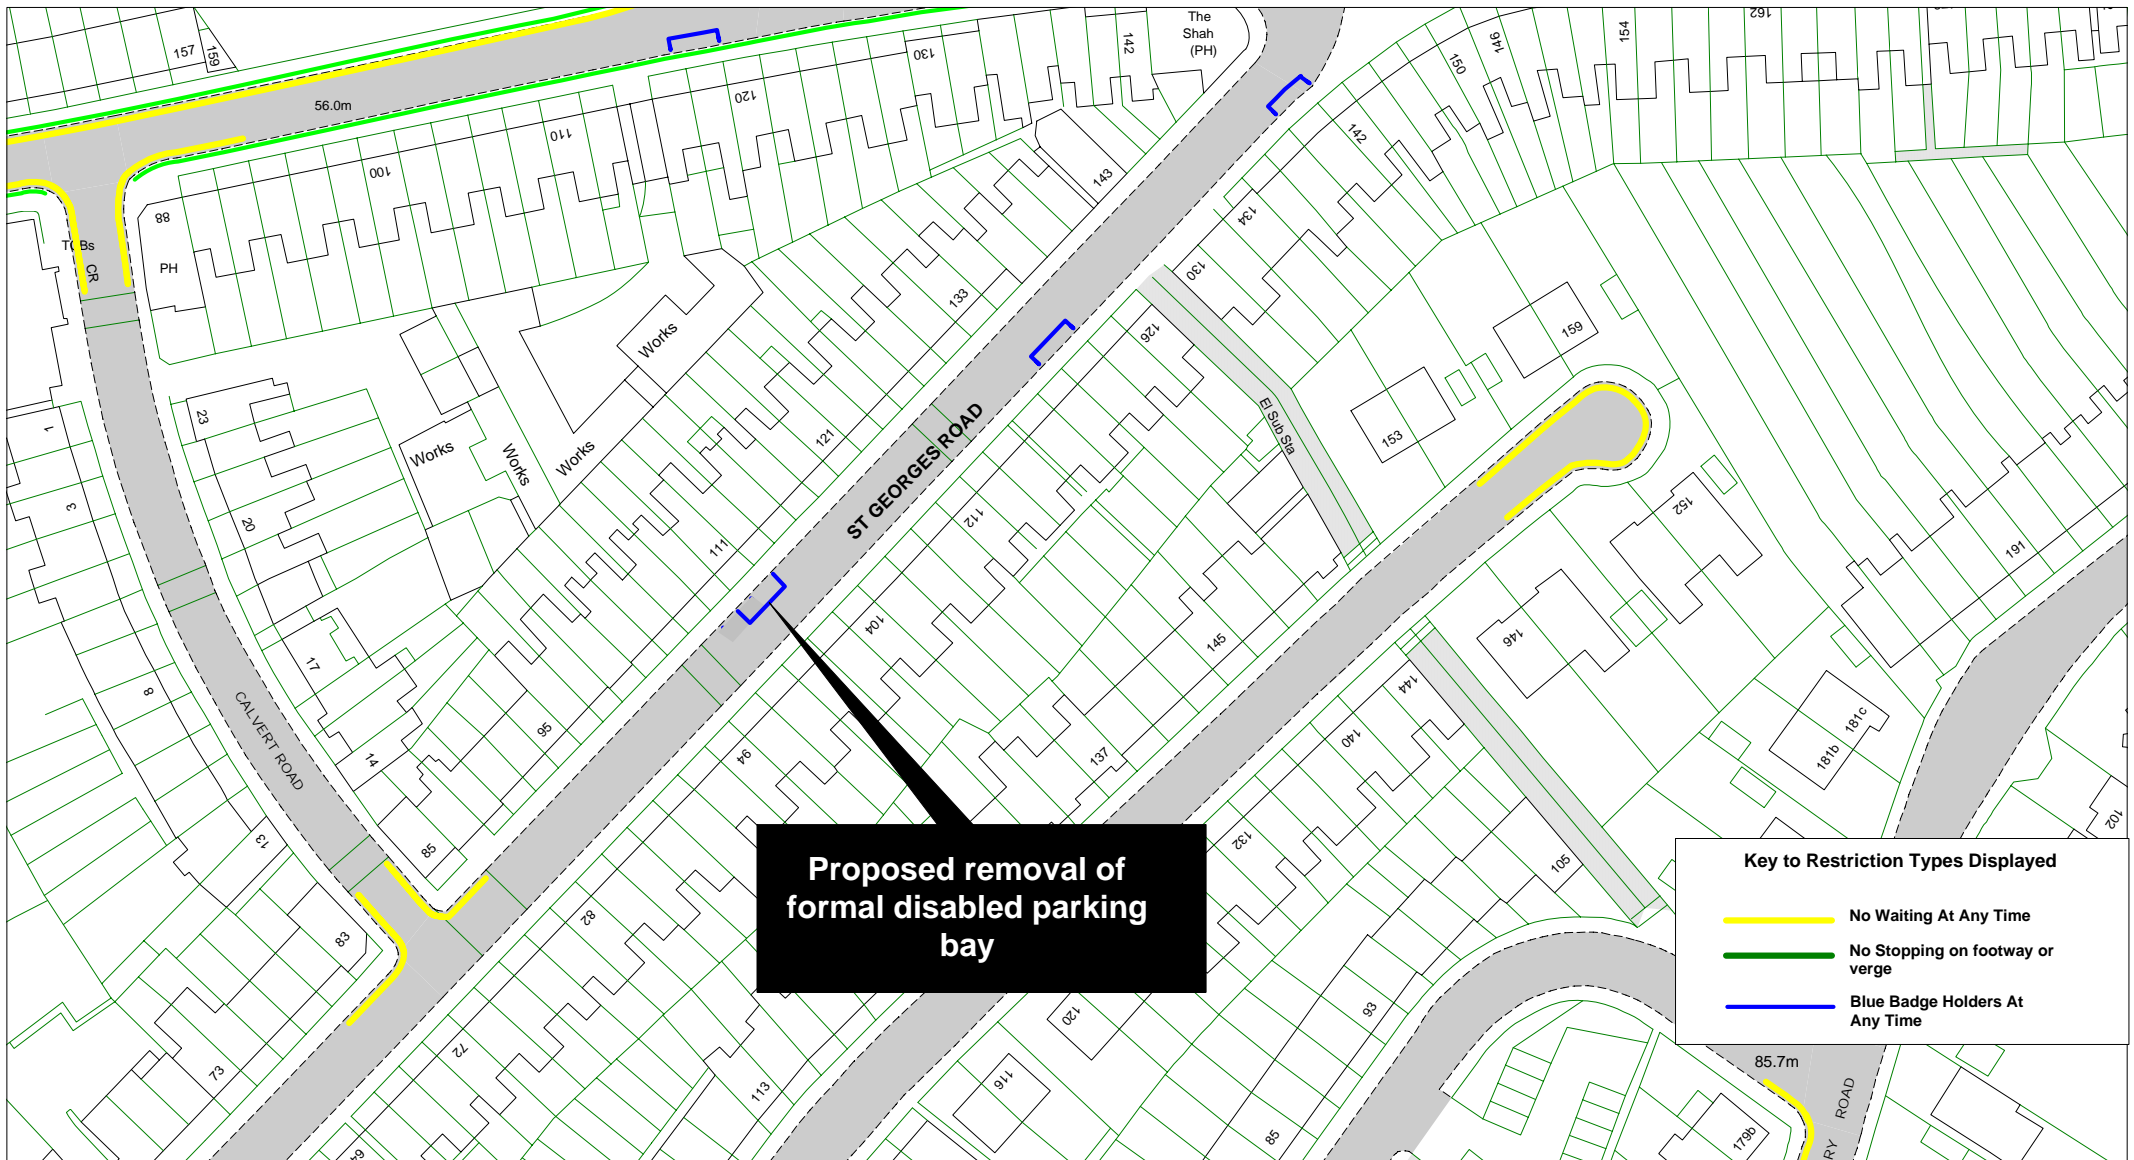 The
Shah
(PH)
157
159
56.0m
130
142
120
110
100
88
TCBs
CR
PH
143
154
162
146
150
142
134
130
133
126
Works
Works
Works
Works
159
153
El Sub Sta
23
20
17
14
1
3
8
13
121
111
ST GEORGES ROAD
112
104
94
95
85
83
82
73
72
CALVERT ROAD
145
137
152
146
144
140
132
191
181c
181b
102
105
93
85
120
116
113
64
Proposed removal of
formal disabled parking
bay
Key to Restriction Types Displayed
No Waiting At Any Time
No Stopping on footway or
verge
Blue Badge Holders At
Any Time
85.7m
ROAD
RY
179b